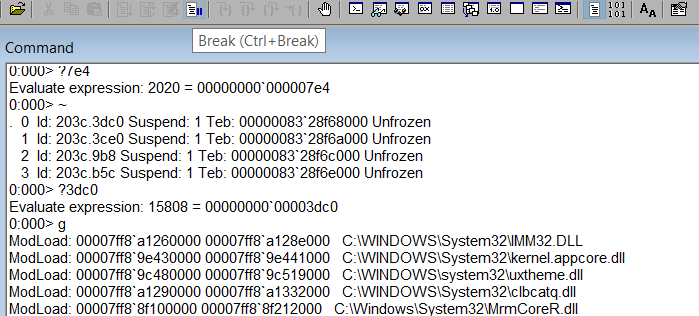 Break (Ctrl+Break)
Command
0:000> ?7e4
Evaluate expression: 2020 = 00000000`000007e4
0:000> ~
. 0 Id: 203c.3dc0 Suspend: 1 Teb: 00000083`28f68000 Unfrozen
1 Id: 203c.3ce0 Suspend: 1 Teb: 00000083`28f6a000 Unfrozen
2 Id: 203c.9b8 Suspend: 1 Teb: 00000083`28f6c000 Unfrozen
3 Id: 203c.b5c Suspend: 1 Teb: 00000083`28f6e000 Unfrozen
0:000> ?3dc0
Evaluate expression: 15808 = 00000000`00003dc0
0:000> g
ModLoad: 00007ff8`a1260000 00007ff8`a128e000 C:\WINDOWS\System32\IMM32.DLL
ModLoad: 00007ff8`9e430000 00007ff8`9e441000 C:\WINDOWS\System32\kernel.appcore.dll
ModLoad: 00007ff8`9c480000 00007ff8`9c519000 C:\WINDOWS\system32\uxtheme.dll
ModLoad: 00007ff8`a1290000 00007ff8`a1332000 C:\WINDOWS\System32\clbcatq.dll
ModLoad: 00007ff8`8f100000 00007ff8`8f212000 C:\Windows\System32\MrmCoreR.dll